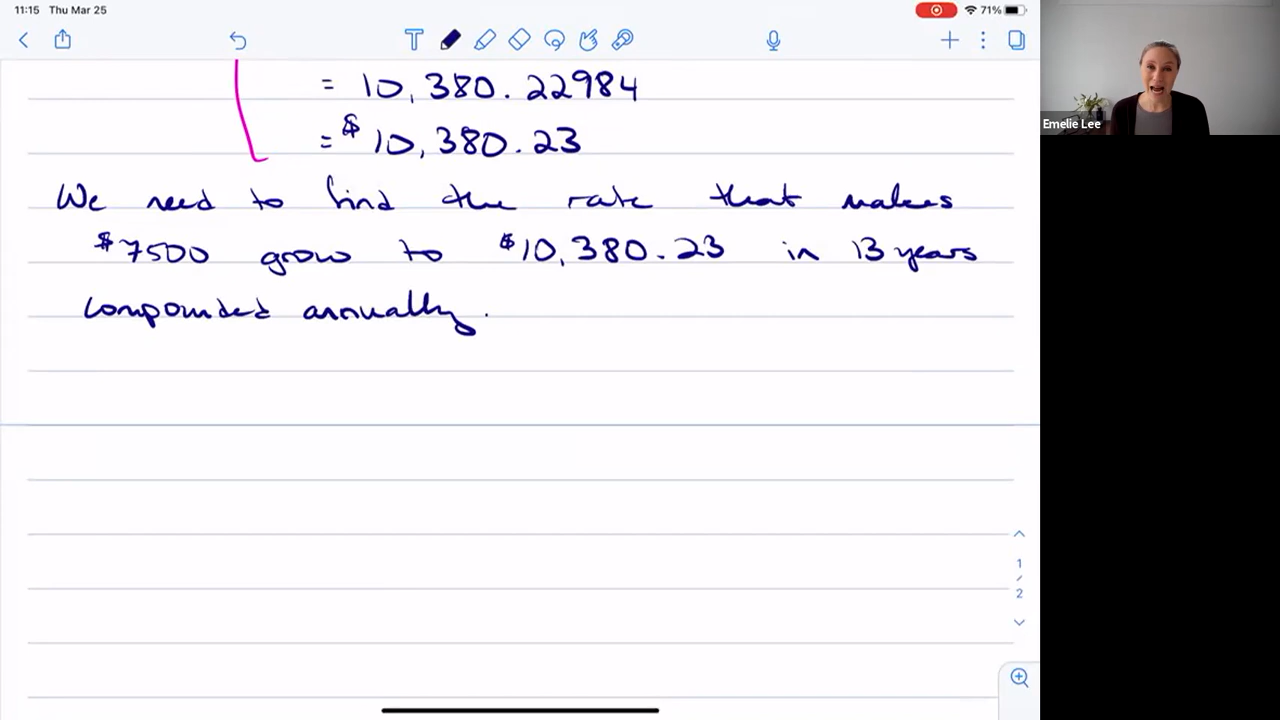 11:15 Thu Mar 25
71%
T
= 10,380.22984
= $10,380.23
Emelie Lee
We need to find the rate that makes
$7500 grow to $10,380.23 in 13 years
compounded annually.
1
/
2